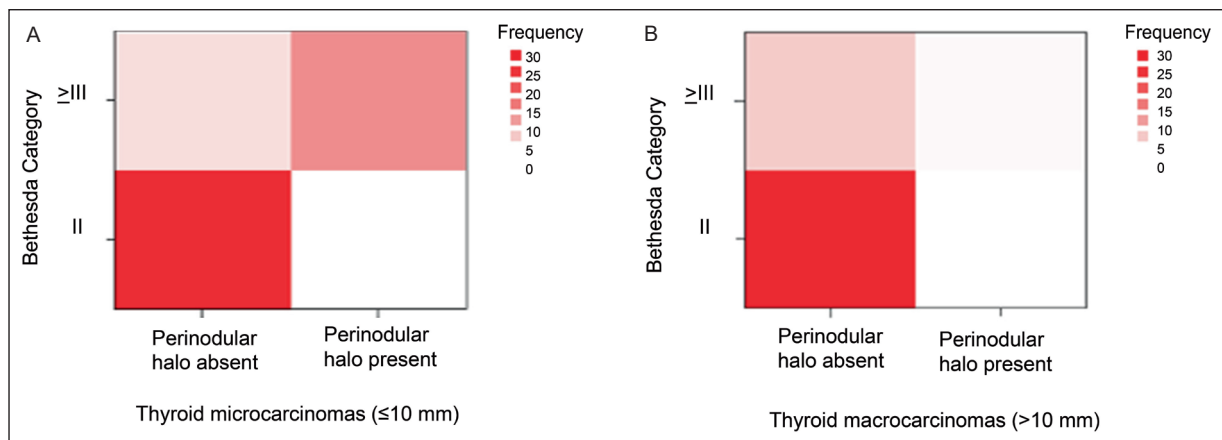 A
Frequency
30
25
20
15
10
5
0
Bethesda Category
≥III
II
Perinodular
halo absent
Perinodular
halo present
Thyroid microcarcinomas (≤10 mm)
B
Frequency
30
25
20
15
10
5
0
Bethesda Category
≥III
II
Perinodular
halo absent
Perinodular
halo present
Thyroid macrocarcinomas (>10 mm)